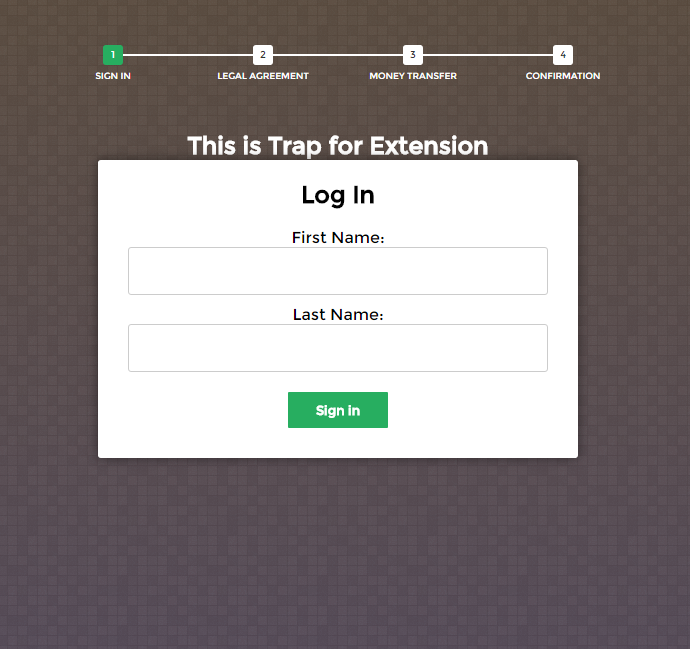 1 2 3 4
SIGN IN LEGAL AGREEMENT MONEY TRANSFER CONFIRMATION
This is Trap for Extension
Log In
First Name:
Last Name:
Sign in